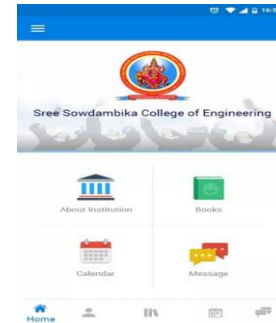 Sree Sowdambika College of Engineering
About Institution
Books
Calendar
Message
Home